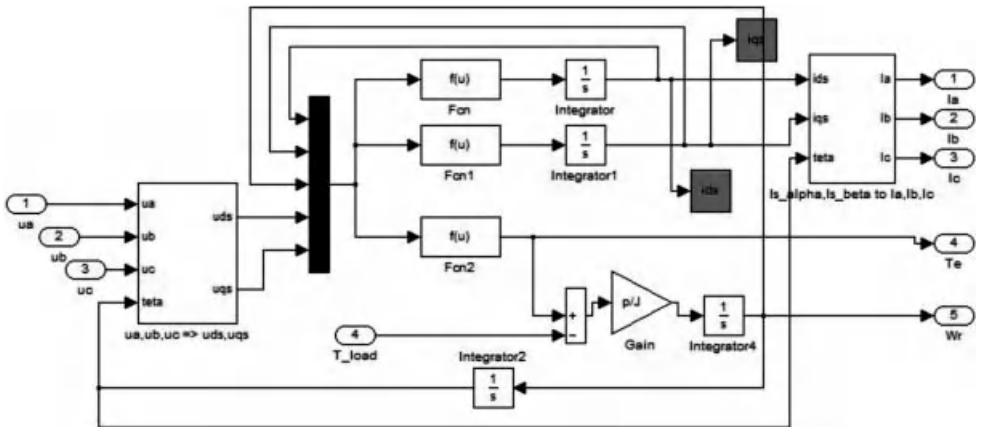 iqs
f(u)
Fcn
1
s
Integrator
ids
iqs
teta
Ia
Ib
Ic
1
Ia
2
Ib
3
Ic
f(u)
Fcn1
1
s
Integrator1
ids
Is_alpha,Is_beta to Ia,Ib,Ic
1
ua
2
ub
3
uc
ua
ub
uc
teta
uds
uqs
ua,ub,uc => uds,uqs
f(u)
Fcn2
4
Te
4
T_load
+
−
p/J
Gain
1
s
Integrator4
5
Wr
Integrator2
1
s